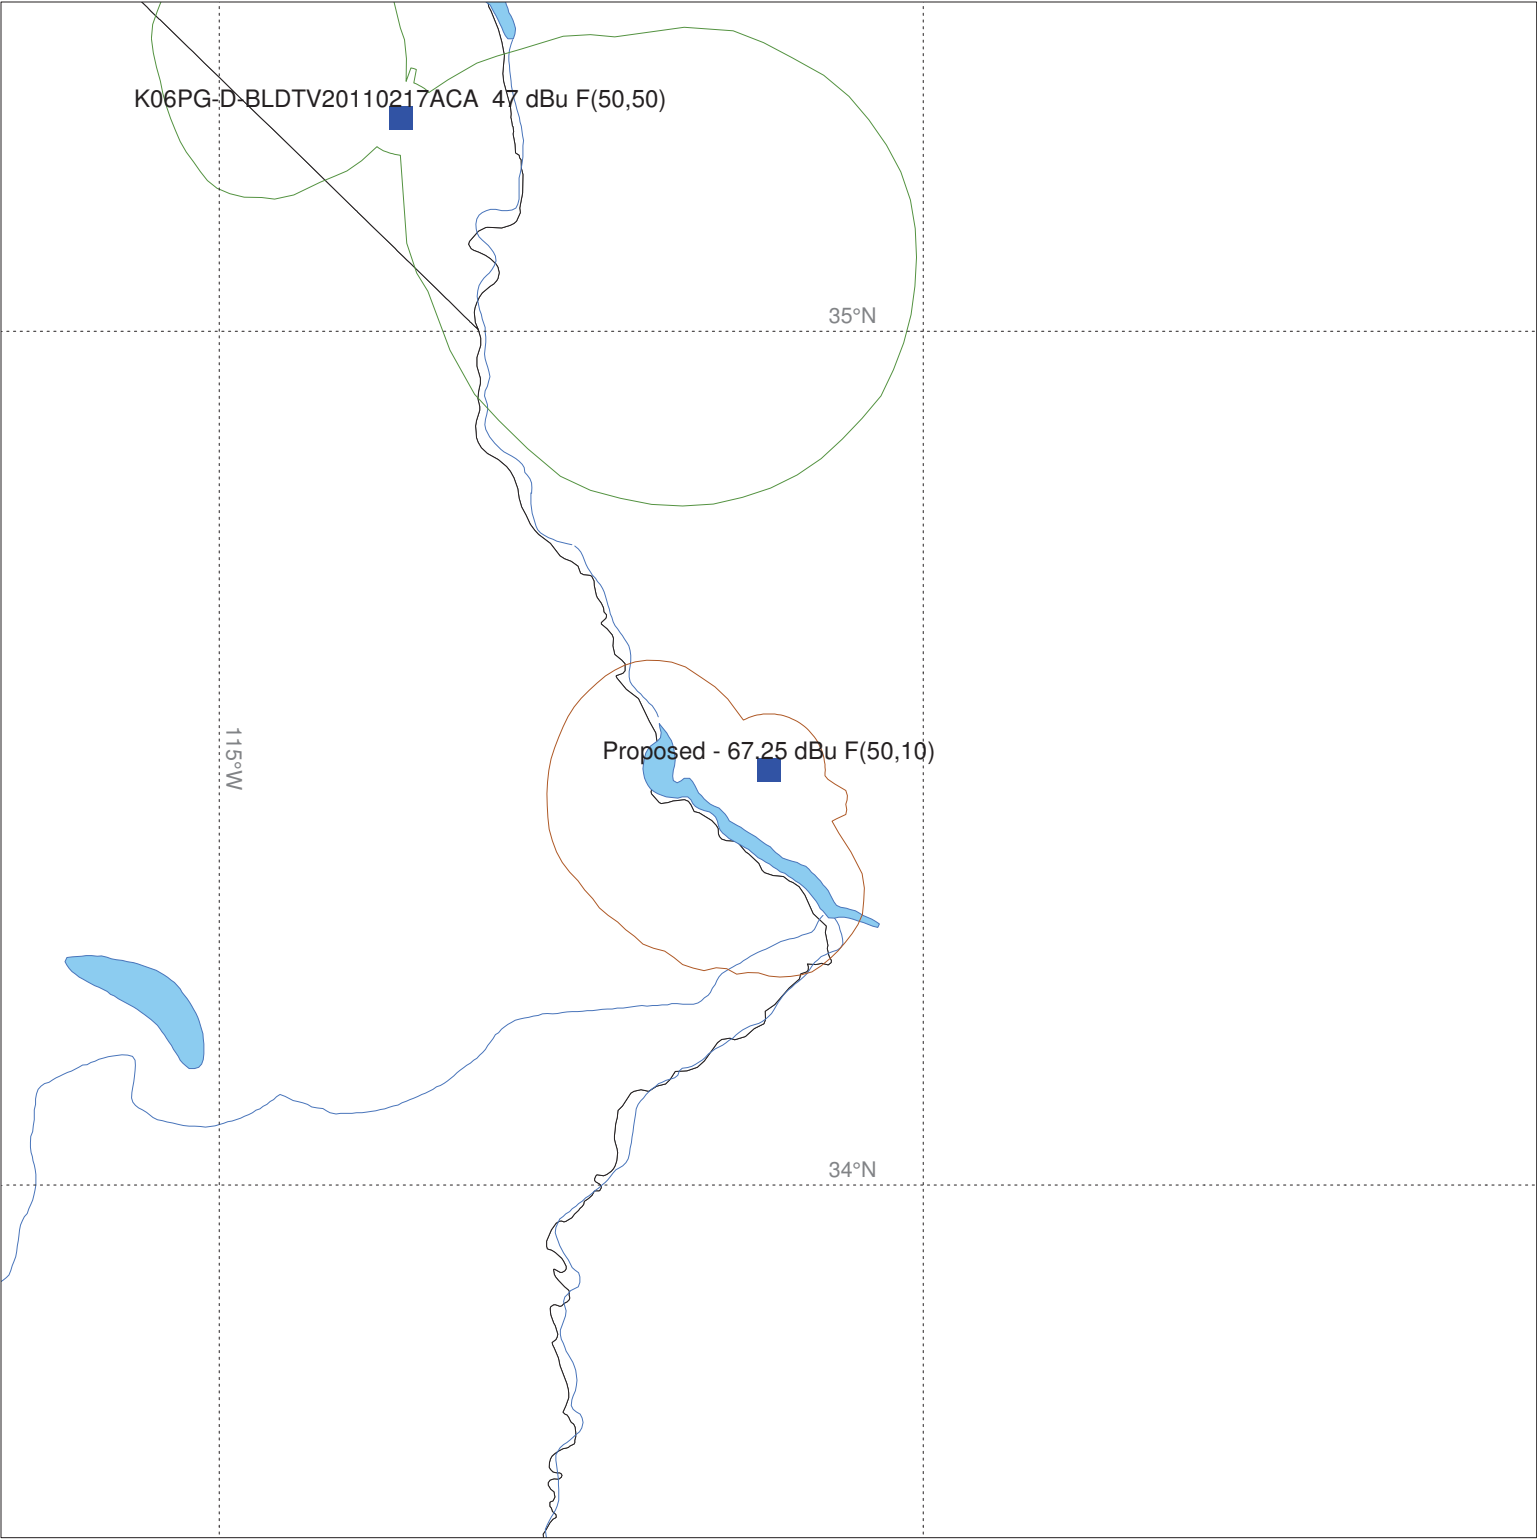 K06PG-D-BLDTV20110217ACA  47 dBu F(50,50)
35°N
115°W
Proposed - 67.25 dBu F(50,10)
34°N